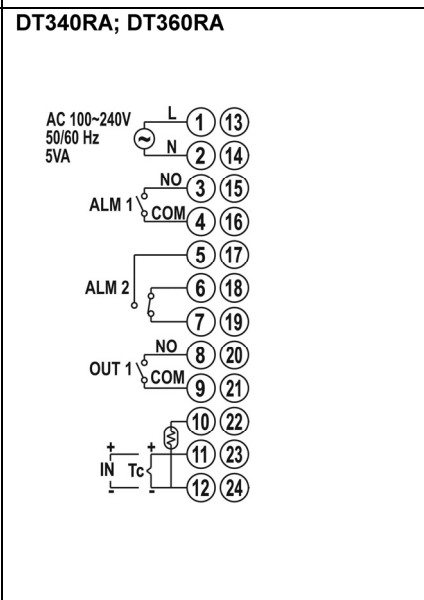 DT340RA; DT360RA
AC 100~240V
50/60 Hz
5VA
L 1 13
N 2 14
NO 3 15
ALM 1
COM 4 16
5 17
ALM 2
6 18
7 19
NO 8 20
OUT 1
COM 9 21
10 22
+ + 11 23
IN Tc
- - 12 24